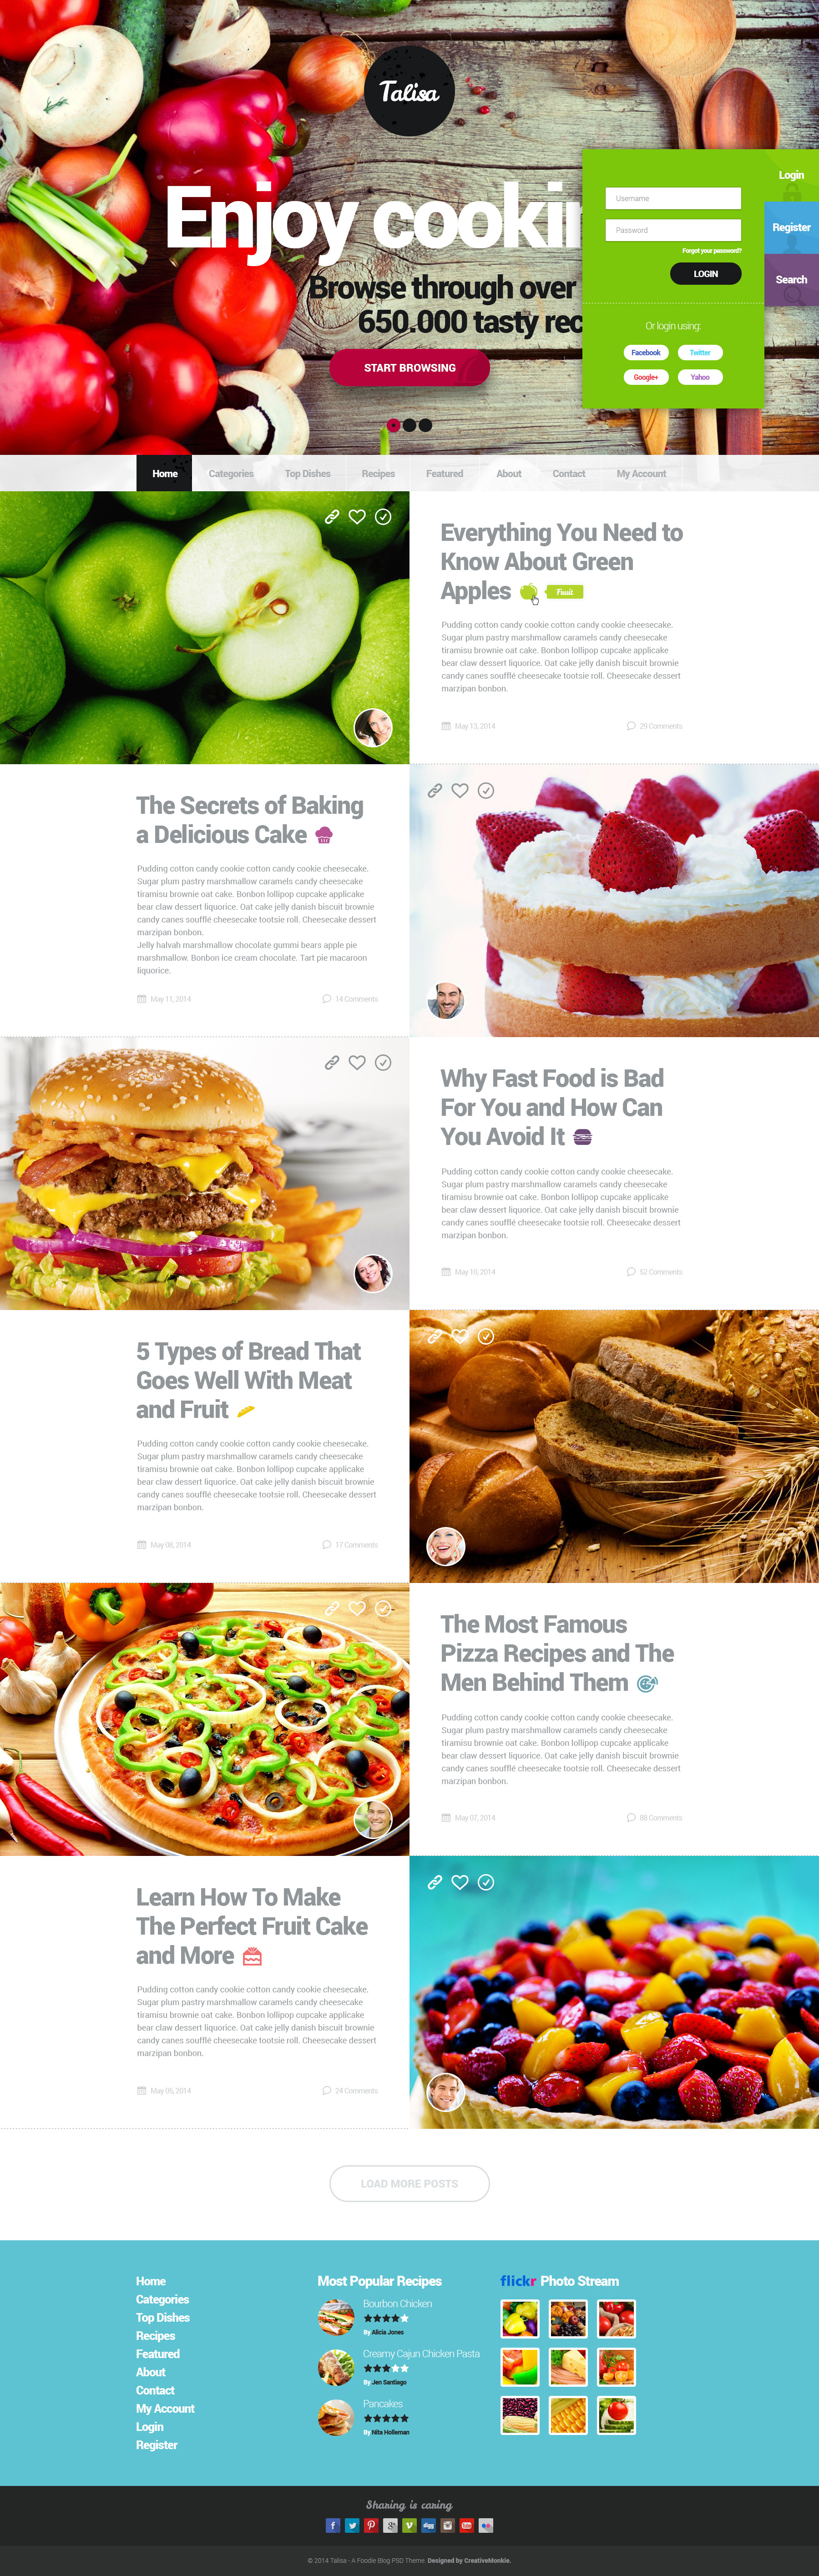 Talisa
Login
Username
Enjoy cookin
Password
Register
Forgot your password?
LOGIN
Search
Browse through over
650.000 tasty rec
Or login using:
Facebook
Twitter
Google+
Yahoo
START BROWSING
Home
Categories
Top Dishes
Recipes
Featured
About
Contact
My Account
Everything You Need to
Know About Green
Apples
Fruit
Pudding cotton candy cookie cotton candy cookie cheesecake.
Sugar plum pastry marshmallow caramels candy cheesecake
tiramisu brownie oat cake. Bonbon lollipop cupcake applicake
bear claw dessert liquorice. Oat cake jelly danish biscuit brownie
candy canes soufflé cheesecake tootsie roll. Cheesecake dessert
marzipan bonbon.
May 13, 2014
29 Comments
The Secrets of Baking
a Delicious Cake
Pudding cotton candy cookie cotton candy cookie cheesecake.
Sugar plum pastry marshmallow caramels candy cheesecake
tiramisu brownie oat cake. Bonbon lollipop cupcake applicake
bear claw dessert liquorice. Oat cake jelly danish biscuit brownie
candy canes soufflé cheesecake tootsie roll. Cheesecake dessert
marzipan bonbon.
Jelly halvah marshmallow chocolate gummi bears apple pie
marshmallow. Bonbon ice cream chocolate. Tart pie macaroon
liquorice.
May 11, 2014
14 Comments
Why Fast Food is Bad
For You and How Can
You Avoid It
Pudding cotton candy cookie cotton candy cookie cheesecake.
Sugar plum pastry marshmallow caramels candy cheesecake
tiramisu brownie oat cake. Bonbon lollipop cupcake applicake
bear claw dessert liquorice. Oat cake jelly danish biscuit brownie
candy canes soufflé cheesecake tootsie roll. Cheesecake dessert
marzipan bonbon.
May 10, 2014
52 Comments
5 Types of Bread That
Goes Well With Meat
and Fruit
Pudding cotton candy cookie cotton candy cookie cheesecake.
Sugar plum pastry marshmallow caramels candy cheesecake
tiramisu brownie oat cake. Bonbon lollipop cupcake applicake
bear claw dessert liquorice. Oat cake jelly danish biscuit brownie
candy canes soufflé cheesecake tootsie roll. Cheesecake dessert
marzipan bonbon.
May 08, 2014
17 Comments
The Most Famous
Pizza Recipes and The
Men Behind Them
Pudding cotton candy cookie cotton candy cookie cheesecake.
Sugar plum pastry marshmallow caramels candy cheesecake
tiramisu brownie oat cake. Bonbon lollipop cupcake applicake
bear claw dessert liquorice. Oat cake jelly danish biscuit brownie
candy canes soufflé cheesecake tootsie roll. Cheesecake dessert
marzipan bonbon.
May 07, 2014
88 Comments
Learn How To Make
The Perfect Fruit Cake
and More
Pudding cotton candy cookie cotton candy cookie cheesecake.
Sugar plum pastry marshmallow caramels candy cheesecake
tiramisu brownie oat cake. Bonbon lollipop cupcake applicake
bear claw dessert liquorice. Oat cake jelly danish biscuit brownie
candy canes soufflé cheesecake tootsie roll. Cheesecake dessert
marzipan bonbon.
May 05, 2014
24 Comments
LOAD MORE POSTS
Home
Categories
Top Dishes
Recipes
Featured
About
Contact
My Account
Login
Register
Most Popular Recipes
Bourbon Chicken
By Alicia Jones
Creamy Cajun Chicken Pasta
By Jen Santiago
Pancakes
By Nita Holleman
flickr Photo Stream
Sharing is caring
© 2014 Talisa - A Foodie Blog PSD Theme. Designed by CreativeMonkie.